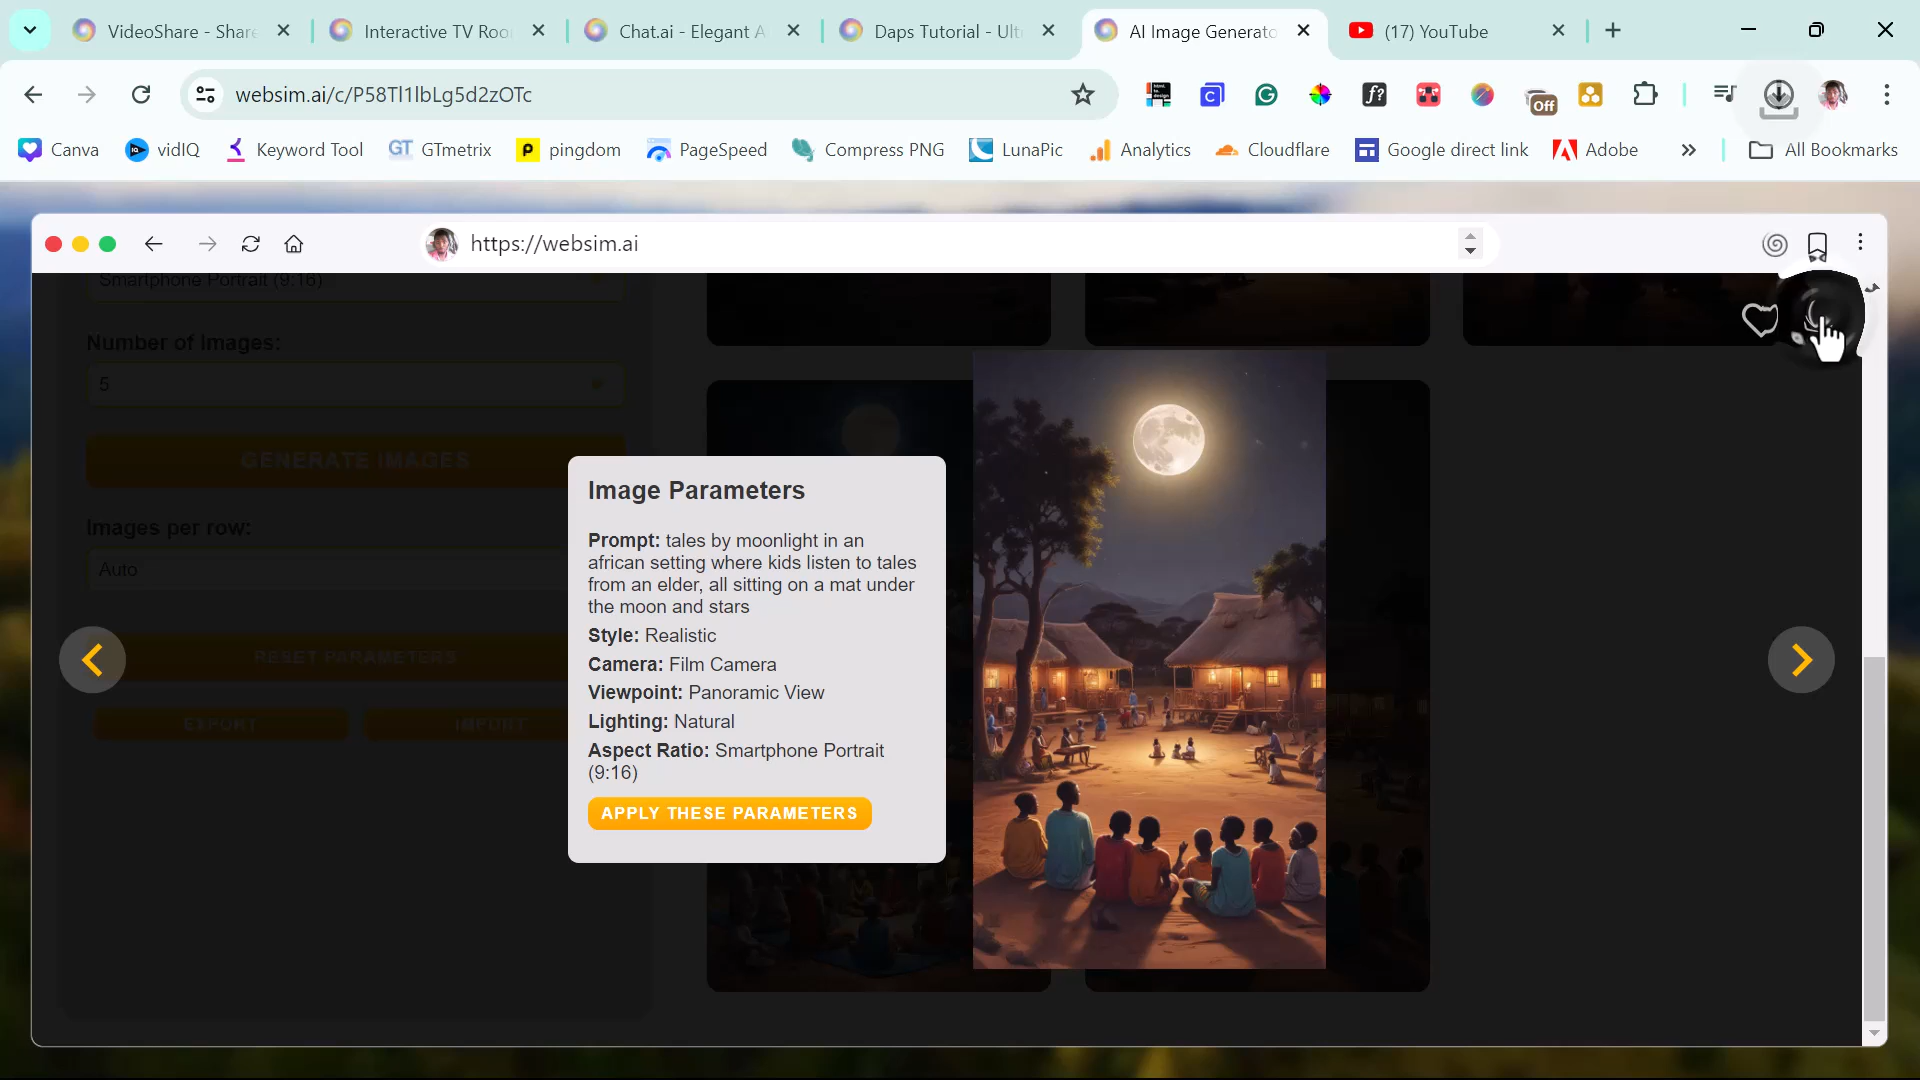 VideoShare - Share
Interactive TV Roo
Chat.ai - Elegant A
Daps Tutorial - Ult
AI Image Generato
(17) YouTube
websim.ai/c/P58Tl1lbLg5d2zOTc
Off
Canva
vidIQ
Keyword Tool
GT GTmetrix
pingdom
PageSpeed
Compress PNG
LunaPic
Analytics
Cloudflare
Google direct link
Adobe
All Bookmarks
https://websim.ai
Smartphone Portrait (9:16)
Number of Images:
5
GENERATE IMAGES
Images per row:
Auto
RESET PARAMETERS
EXPORT
IMPORT
Image Parameters
Prompt: tales by moonlight in an
african setting where kids listen to tales
from an elder, all sitting on a mat under
the moon and stars
Style: Realistic
Camera: Film Camera
Viewpoint: Panoramic View
Lighting: Natural
Aspect Ratio: Smartphone Portrait
(9:16)
APPLY THESE PARAMETERS